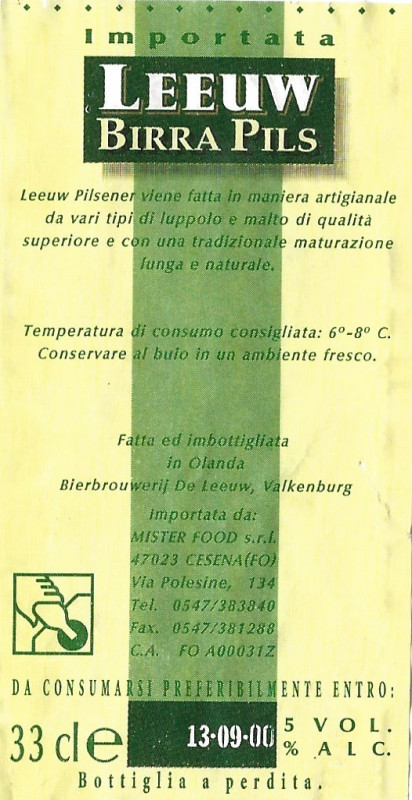 Importata
LEEUW
BIRRA PILS
Leeuw Pilsener viene fatta in maniera artigianale
da vari tipi di luppolo e malto di qualità
superiore e con una tradizionale maturazione
lunga e naturale.
Temperatura di consumo consigliata: 6º-8º C.
Conservare al buio in un ambiente fresco.
Fatta ed imbottigliata
in Olanda
Bierbrouwerij De Leeuw, Valkenburg
importata da:
MISTER FOOD s.r.l.
47023 CESENA(FO)
Via Polesine, 134
Tel. 0547/383840
Fax. 0547/381288
C.A. FO A00031Z
DA CONSUMARSI PREFERIBILMENTE ENTRO:
33 cl e 13-09-00 5 VOL.
% ALC.
Bottiglia a perdita.